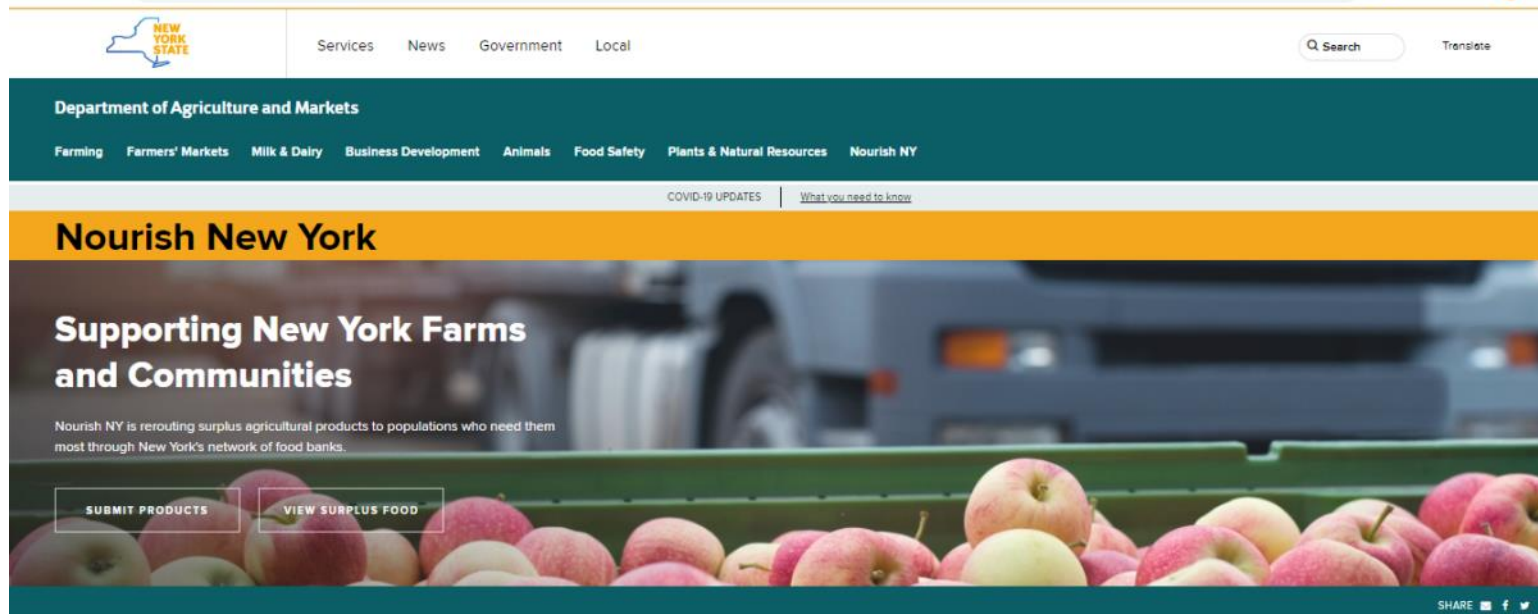 NEW
YORK
STATE
Services News Government Local
Search Translate
Department of Agriculture and Markets
Farming Farmers' Markets Milk & Dairy Business Development Animals Food Safety Plants & Natural Resources Nourish NY
COVID-19 UPDATES What you need to know
Nourish New York
Supporting New York Farms
and Communities
Nourish NY is rerouting surplus agricultural products to populations who need them
most through New York's network of food banks.
SUBMIT PRODUCTS VIEW SURPLUS FOOD
SHARE